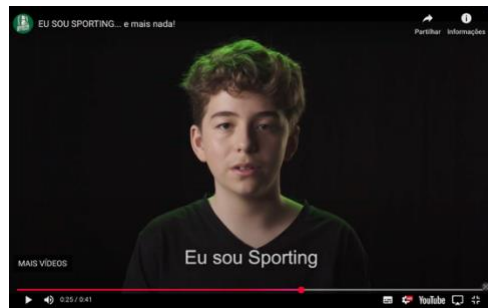 EU SOU SPORTING... e mais nada!
Partilhar Informações
Eu sou Sporting
MAIS VÍDEOS
0:25 / 0:41
YouTube